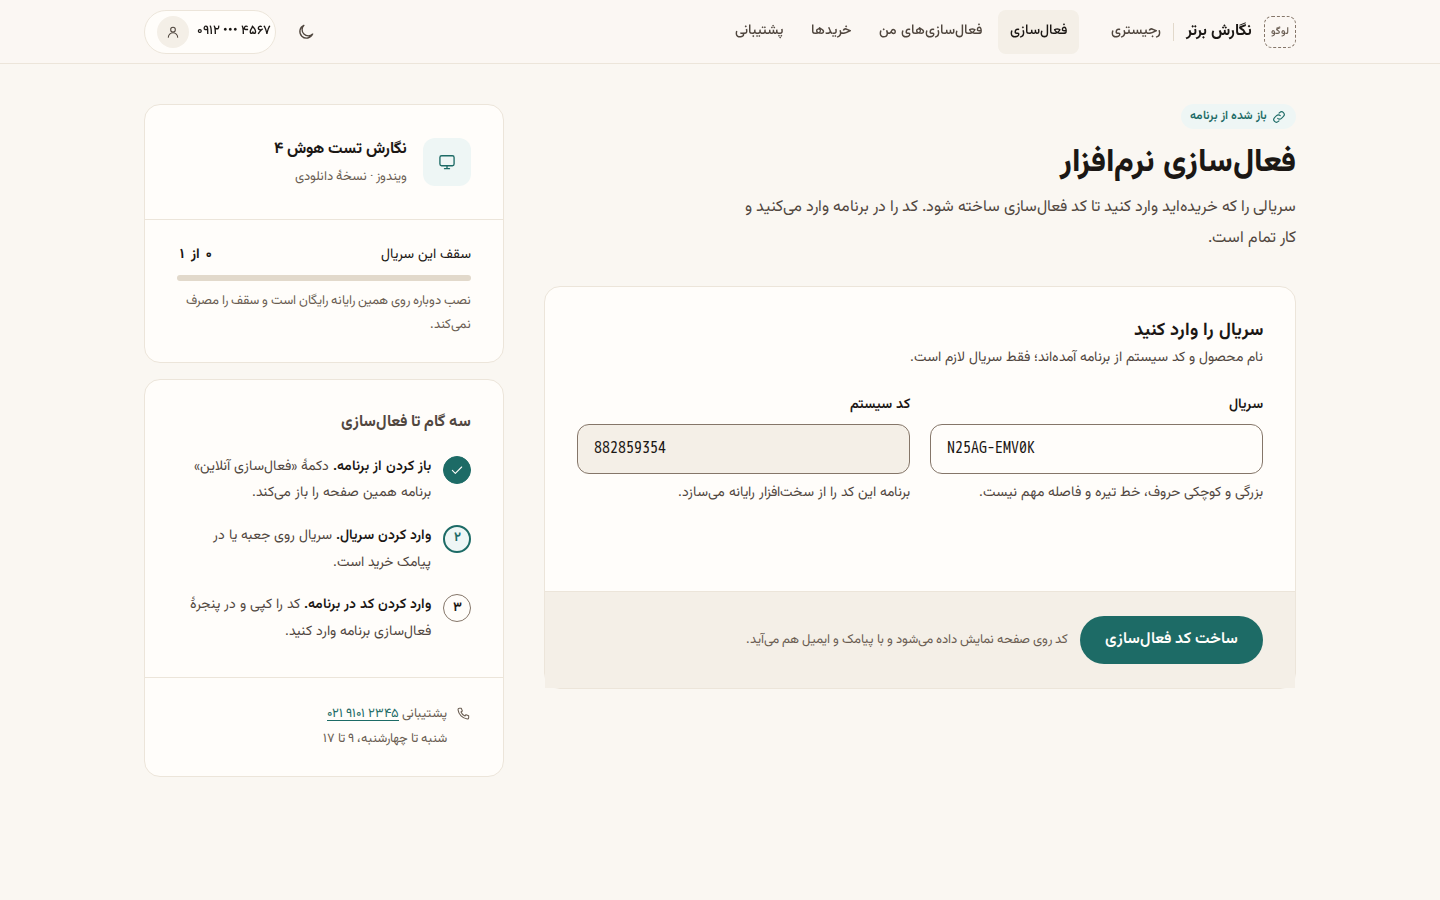 لوگو
نگارش برتر
رجیستری
فعال‌سازی
فعال‌سازی‌های من
خریدها
پشتیبانی
۰۹۱۲ ••• ۴۵۶۷
باز شده از برنامه
فعال‌سازی نرم‌افزار
سریالی را که خریده‌اید وارد کنید تا کد فعال‌سازی ساخته شود. کد را در برنامه وارد می‌کنید و
کار تمام است.
سریال را وارد کنید
نام محصول و کد سیستم از برنامه آمده‌اند؛ فقط سریال لازم است.
سریال
N25AG-EMV0K
بزرگی و کوچکی حروف، خط تیره و فاصله مهم نیست.
کد سیستم
882859354
برنامه این کد را از سخت‌افزار رایانه می‌سازد.
ساخت کد فعال‌سازی
کد روی صفحه نمایش داده می‌شود و با پیامک و ایمیل هم می‌آید.
نگارش تست هوش ۴
ویندوز · نسخهٔ دانلودی
سقف این سریال
۰ از ۱
نصب دوباره روی همین رایانه رایگان است و سقف را مصرف
نمی‌کند.
سه گام تا فعال‌سازی
باز کردن از برنامه. دکمهٔ «فعال‌سازی آنلاین»
برنامه همین صفحه را باز می‌کند.
۲
وارد کردن سریال. سریال روی جعبه یا در
پیامک خرید است.
۳
وارد کردن کد در برنامه. کد را کپی و در پنجرهٔ
فعال‌سازی برنامه وارد کنید.
پشتیبانی ۰۲۱ ۹۱۰۱ ۲۳۴۵
شنبه تا چهارشنبه، ۹ تا ۱۷